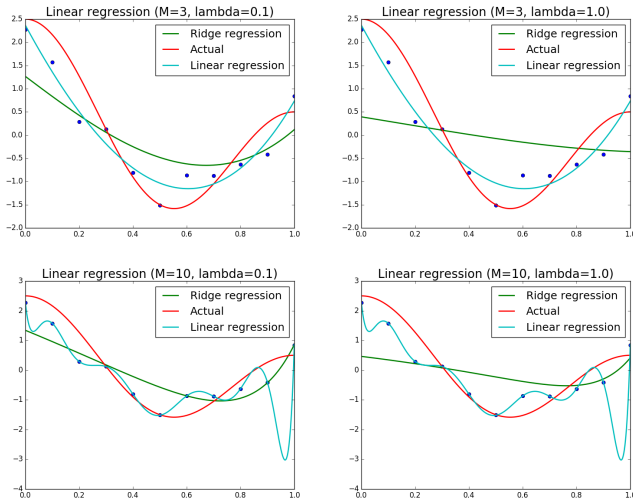 Linear regression (M=3, lambda=0.1)
2.5
2.0
1.5
1.0
0.5
0.0
−0.5
−1.0
−1.5
−2.0
0.0 0.2 0.4 0.6 0.8 1.0
Ridge regression
Actual
Linear regression
Linear regression (M=3, lambda=1.0)
2.5
2.0
1.5
1.0
0.5
0.0
−0.5
−1.0
−1.5
−2.0
0.0 0.2 0.4 0.6 0.8 1.0
Ridge regression
Actual
Linear regression
Linear regression (M=10, lambda=0.1)
3
2
1
0
−1
−2
−3
−4
0.0 0.2 0.4 0.6 0.8 1.0
Ridge regression
Actual
Linear regression
Linear regression (M=10, lambda=1.0)
3
2
1
0
−1
−2
−3
−4
0.0 0.2 0.4 0.6 0.8 1.0
Ridge regression
Actual
Linear regression